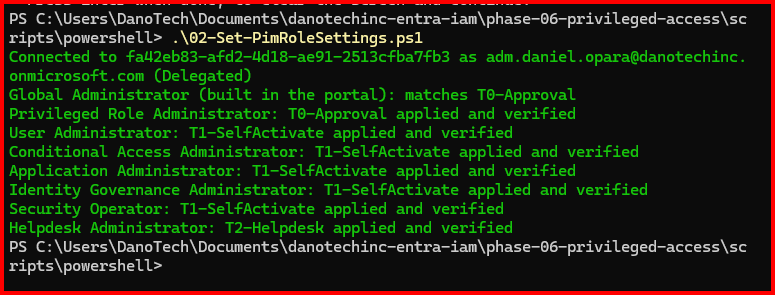 PS C:\Users\DanoTech\Documents\danotechinc-entra-iam\phase-06-privileged-access\sc
ripts\powershell> .\02-Set-PimRoleSettings.ps1
Connected to fa42eb83-afd2-4d18-ae91-2513cfba7fb3 as adm.daniel.opara@danotechinc.
onmicrosoft.com (Delegated)
Global Administrator (built in the portal): matches T0-Approval
Privileged Role Administrator: T0-Approval applied and verified
User Administrator: T1-SelfActivate applied and verified
Conditional Access Administrator: T1-SelfActivate applied and verified
Application Administrator: T1-SelfActivate applied and verified
Identity Governance Administrator: T1-SelfActivate applied and verified
Security Operator: T1-SelfActivate applied and verified
Helpdesk Administrator: T2-Helpdesk applied and verified
PS C:\Users\DanoTech\Documents\danotechinc-entra-iam\phase-06-privileged-access\sc
ripts\powershell>